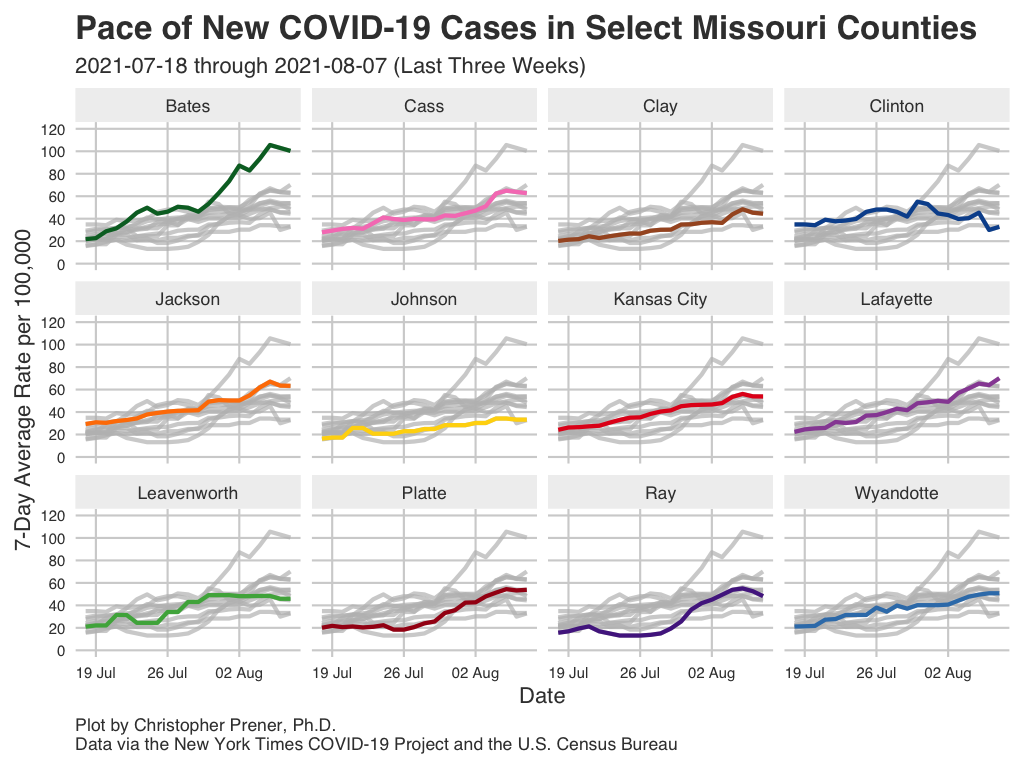 Pace of New COVID-19 Cases in Select Missouri Counties
2021-07-18 through 2021-08-07 (Last Three Weeks)
Bates
Cass
Clay
Clinton
120
100
80
60
40
20
0
Jackson
Johnson
Kansas City
Lafayette
120
100
80
60
40
20
0
Leavenworth
Platte
Ray
Wyandotte
120
100
80
60
40
20
0
7-Day Average Rate per 100,000
19 Jul 26 Jul 02 Aug
19 Jul 26 Jul 02 Aug
19 Jul 26 Jul 02 Aug
19 Jul 26 Jul 02 Aug
Date
Plot by Christopher Prener, Ph.D.
Data via the New York Times COVID-19 Project and the U.S. Census Bureau